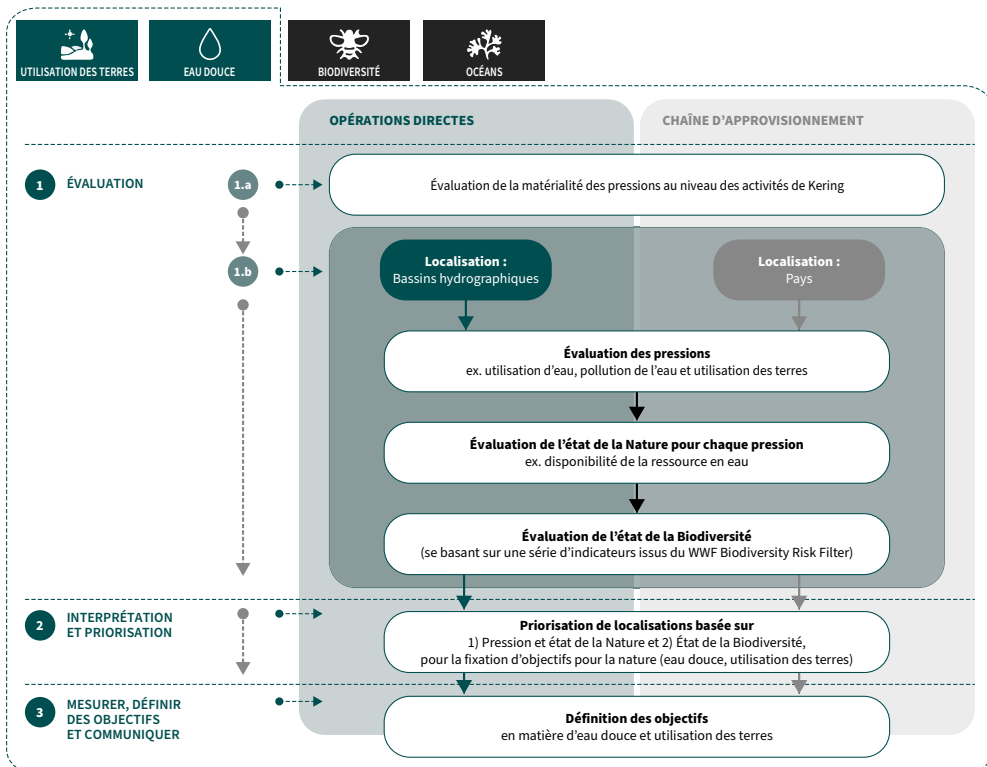 UTILISATION DES TERRES
EAU DOUCE
BIODIVERSITÉ
OCÉANS
OPÉRATIONS DIRECTES
CHAÎNE D’APPROVISIONNEMENT
1
ÉVALUATION
1.a
Évaluation de la matérialité des pressions au niveau des activités de Kering
1.b
Localisation :
Bassins hydrographiques
Localisation :
Pays
Évaluation des pressions
ex. utilisation d’eau, pollution de l’eau et utilisation des terres
Évaluation de l’état de la Nature pour chaque pression
ex. disponibilité de la ressource en eau
Évaluation de l’état de la Biodiversité
(se basant sur une série d’indicateurs issus du WWF Biodiversity Risk Filter)
2
INTERPRÉTATION
ET PRIORISATION
Priorisation de localisations basée sur
1) Pression et état de la Nature et 2) État de la Biodiversité,
pour la fixation d’objectifs pour la nature (eau douce, utilisation des terres)
3
MESURER, DÉFINIR
DES OBJECTIFS
ET COMMUNIQUER
Définition des objectifs
en matière d’eau douce et utilisation des terres